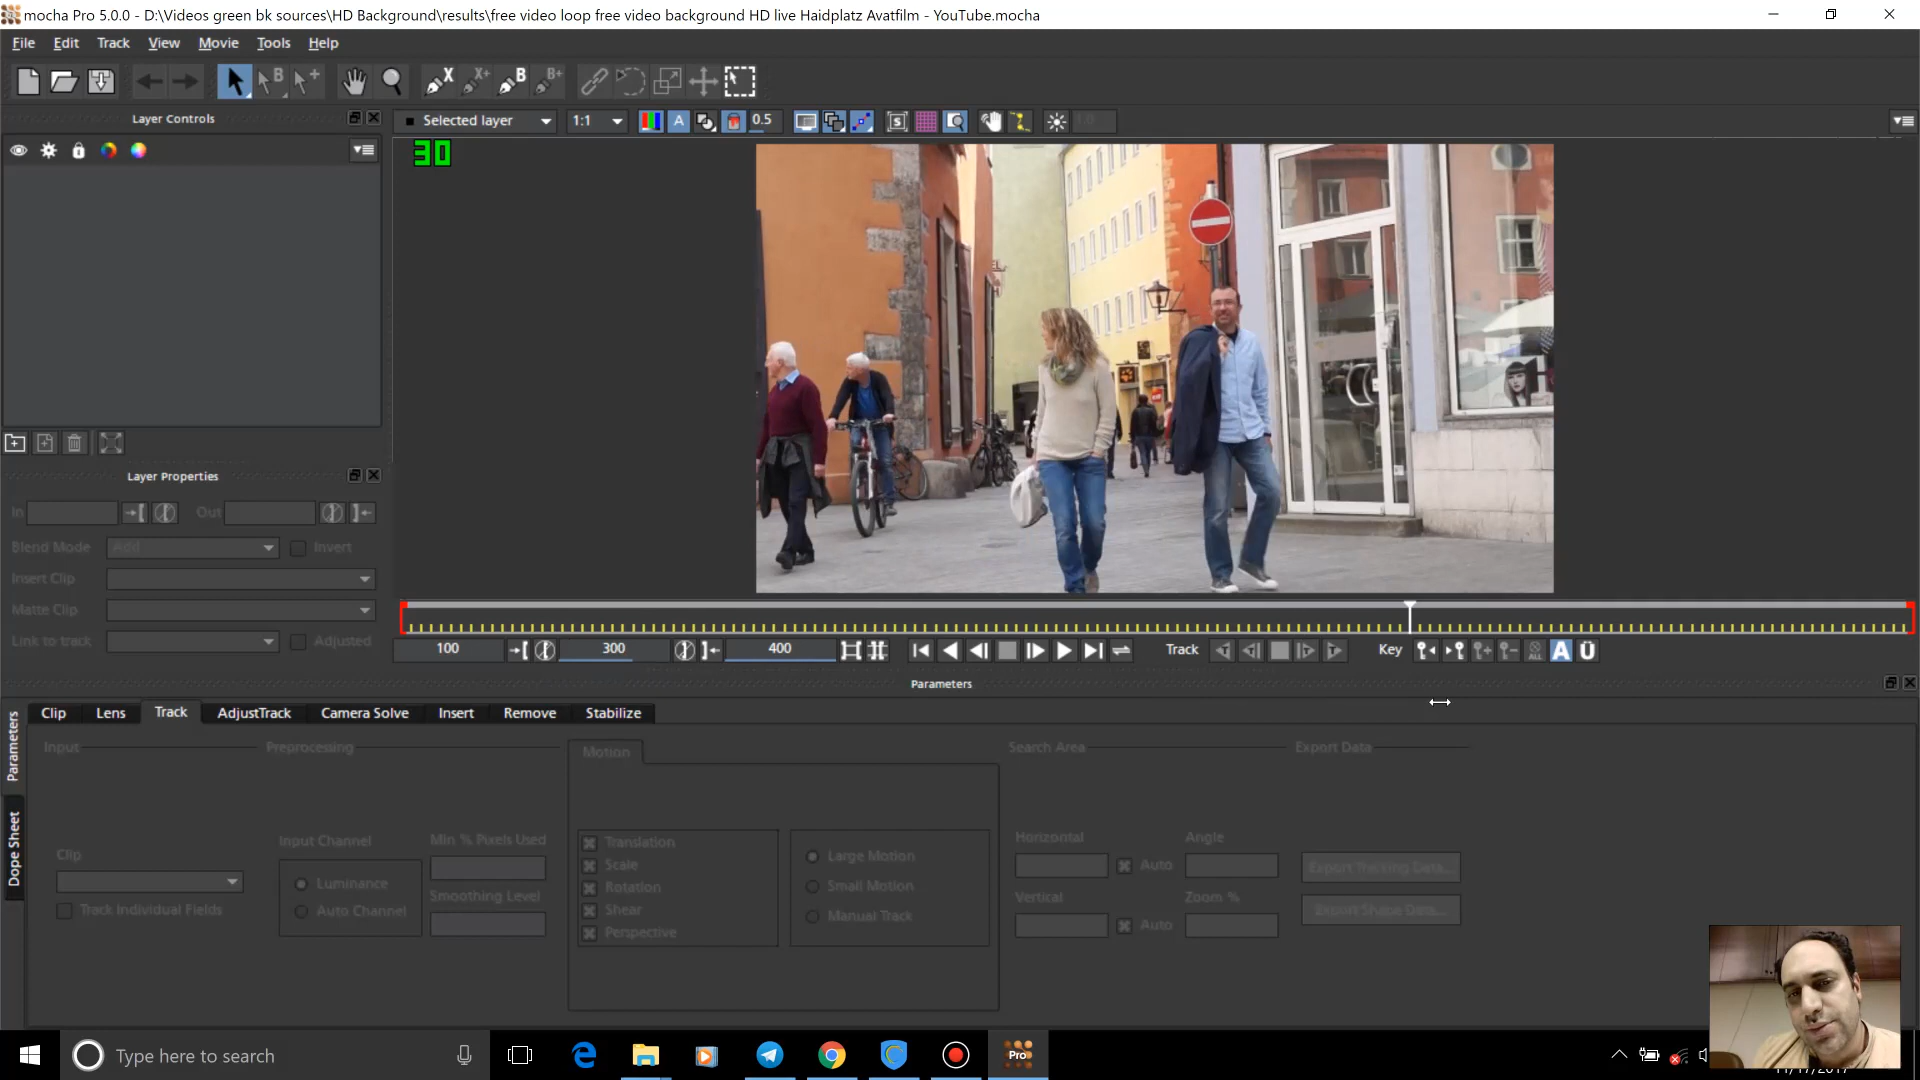 mocha Pro 5.0.0 - D:\Videos green bk sources\HD Background\results\free video loop free video background HD live Haidplatz Avatfilm - YouTube.mocha
File Edit Track View Movie Tools Help
X X+ B B+
Layer Controls
Selected layer 1:1 A 0.5 S 1.0
30
Layer Properties
In Out
Blend Mode Add Invert
Insert Clip
Matte Clip
Link to track Adjusted
100 300 400 Track Key ALL A Ü
Parameters
Parameters
Dope Sheet
Clip Lens Track AdjustTrack Camera Solve Insert Remove Stabilize
Input Preprocessing Motion Search Area Export Data
Clip
Track Individual Fields
Input Channel
Luminance
Auto Channel
Min % Pixels Used
Smoothing Level
Translation
Scale
Rotation
Shear
Perspective
Large Motion
Small Motion
Manual Track
Horizontal Angle
Auto
Vertical Zoom %
Auto
Export Tracking Data...
Export Shape Data...
Type here to search
Pro